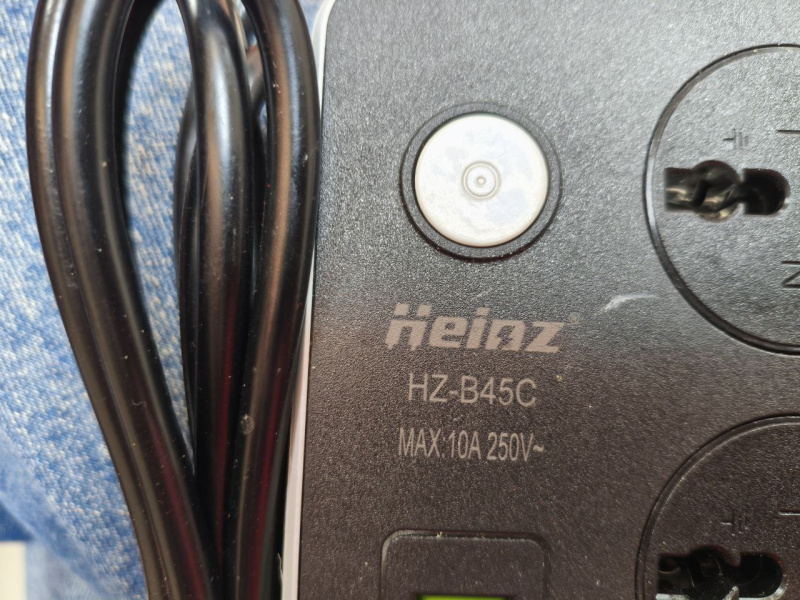 Heinz®
HZ-B45C
MAX:10A 250V~
N